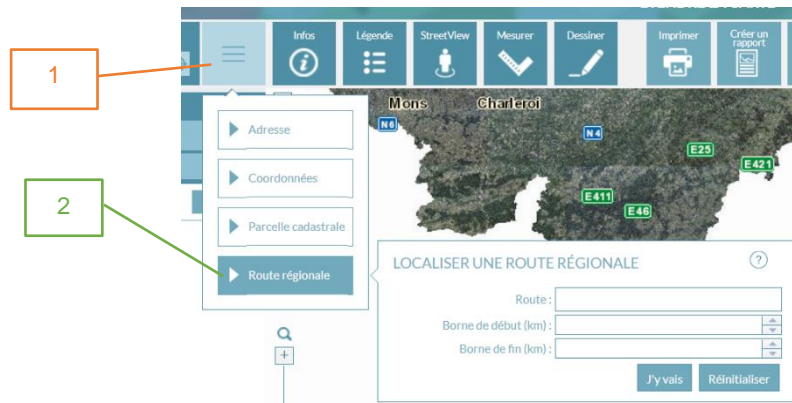 1
Infos
Légende
StreetView
Mesurer
Dessiner
Imprimer
Créer un
rapport
Mons
Charleroi
N6
N4
E25
E421
E411
E46
2
Adresse
Coordonnées
Parcelle cadastrale
Route régionale
LOCALISER UNE ROUTE RÉGIONALE
?
Route :
Borne de début (km) :
Borne de fin (km) :
J'y vais
Réinitialiser
+